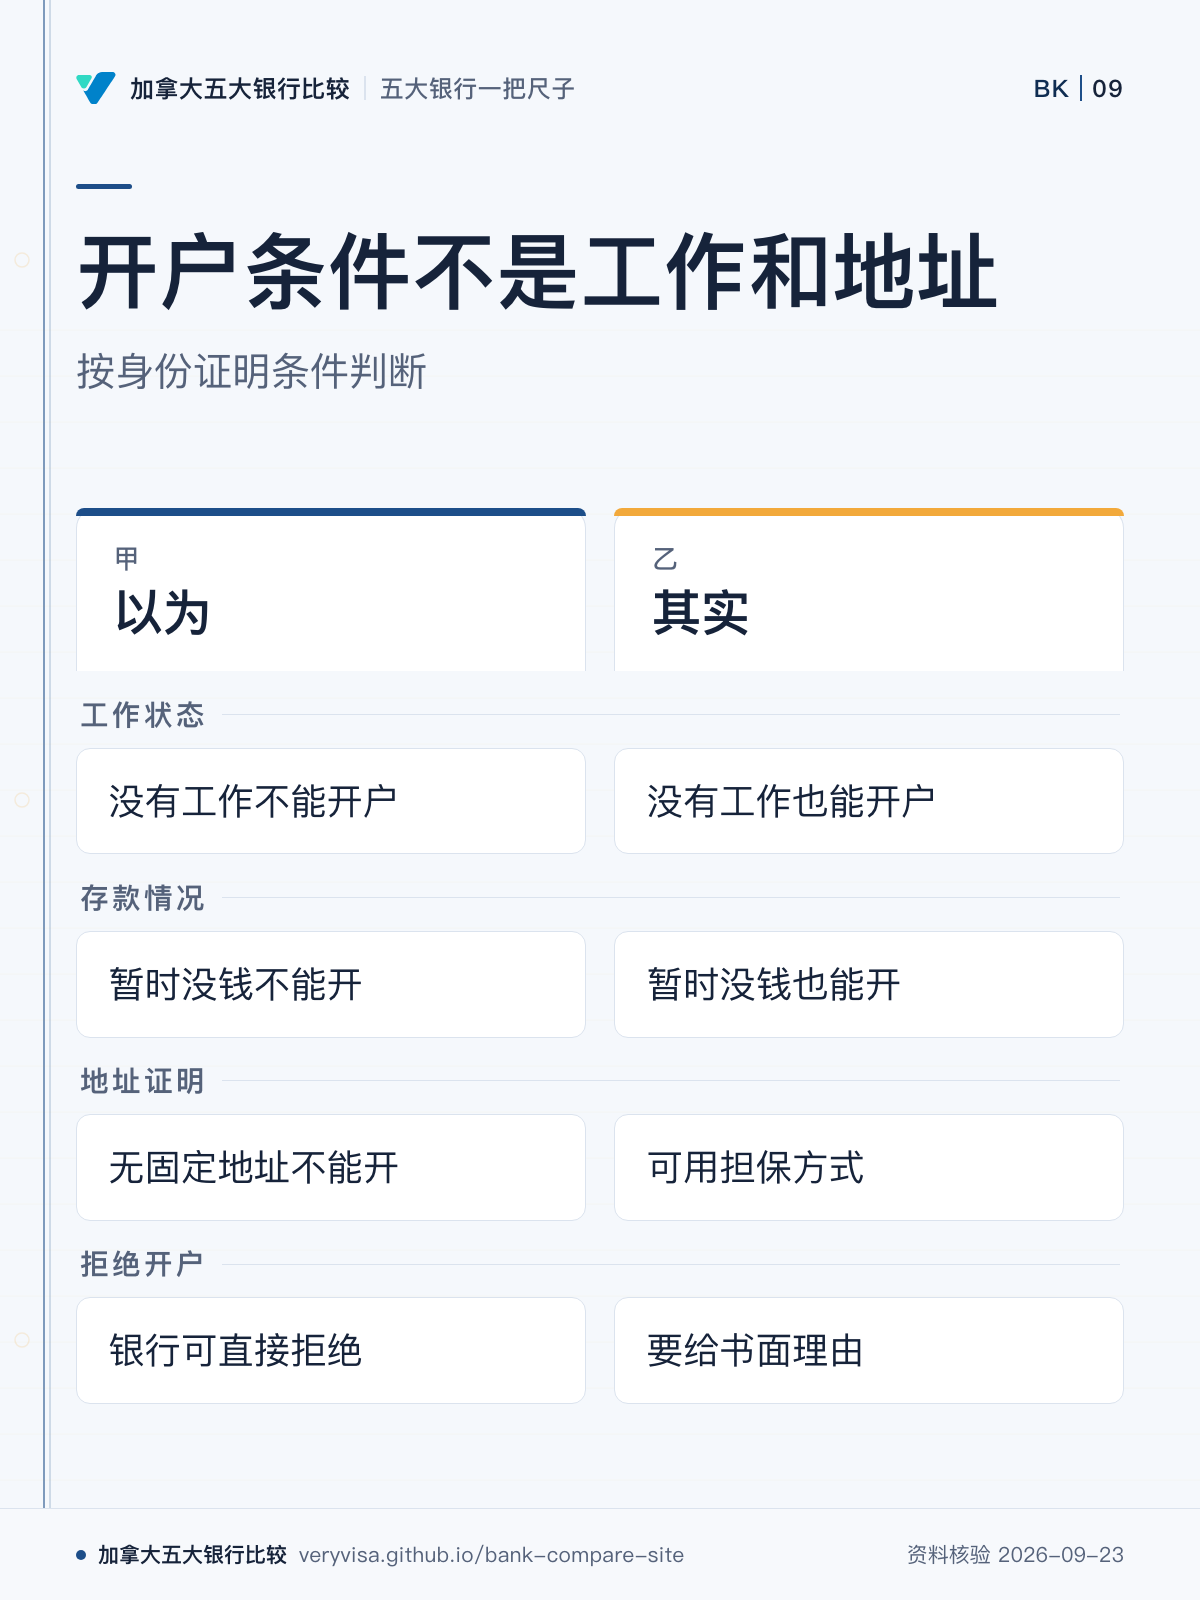 加拿大五大银行比较 五大银行一把尺子
BK 09
开户条件不是工作和地址
按身份证明条件判断
甲
以为
乙
其实
工作状态
没有工作不能开户
没有工作也能开户
存款情况
暂时没钱不能开
暂时没钱也能开
地址证明
无固定地址不能开
可用担保方式
拒绝开户
银行可直接拒绝
要给书面理由
加拿大五大银行比较 veryvisa.github.io/bank-compare-site
资料核验 2026-09-23